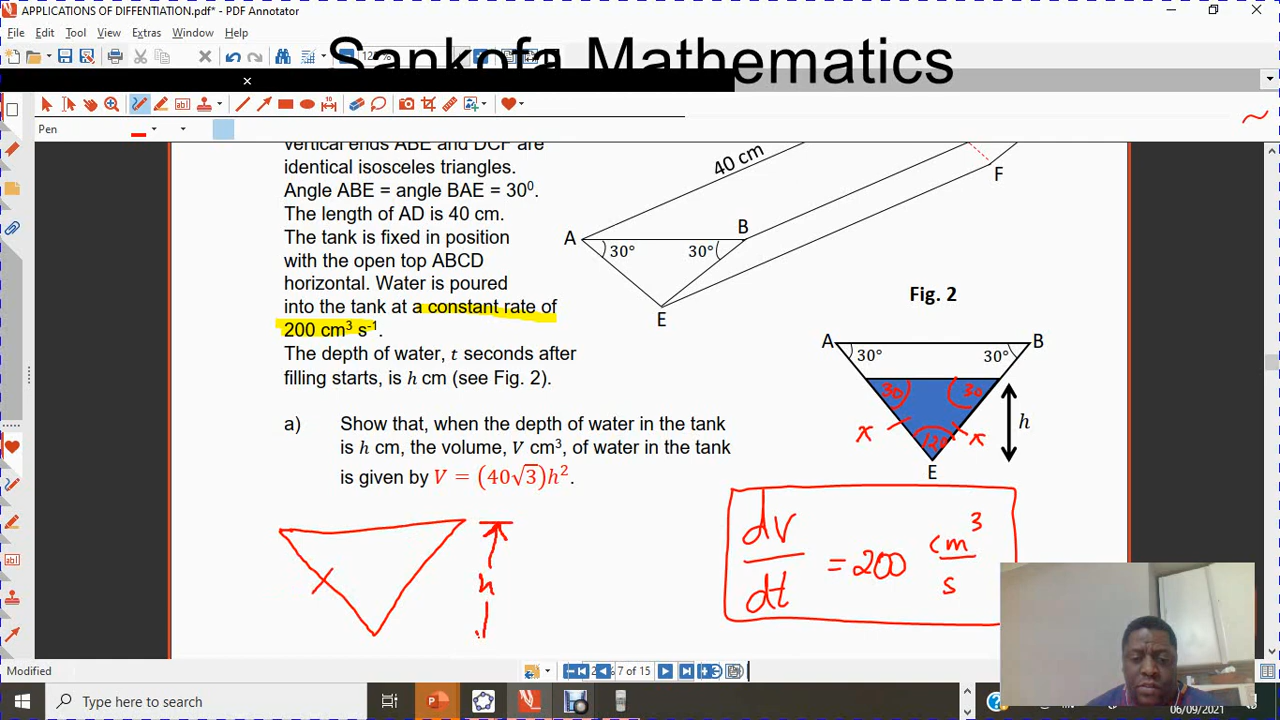 APPLICATIONS OF DIFFENTIATION.pdf* - PDF Annotator
File Edit Tool View Extras Window Help
Sankofa Mathematics
Pen
vertical ends ABE and DCF are
identical isosceles triangles.
Angle ABE = angle BAE = 30⁰.
The length of AD is 40 cm.
The tank is fixed in position
with the open top ABCD
horizontal. Water is poured
into the tank at a constant rate of
200 cm³ s⁻¹.
The depth of water, t seconds after
filling starts, is h cm (see Fig. 2).
40 cm
F
A
B
30°
30°
E
Fig. 2
A
B
30°
30°
30
30
h
x
120
x
E
a) Show that, when the depth of water in the tank
is h cm, the volume, V cm³, of water in the tank
is given by V = (40√3)h².
h
dv/dt = 200 cm³/s
Modified
7 of 15
Type here to search
06/09/2021